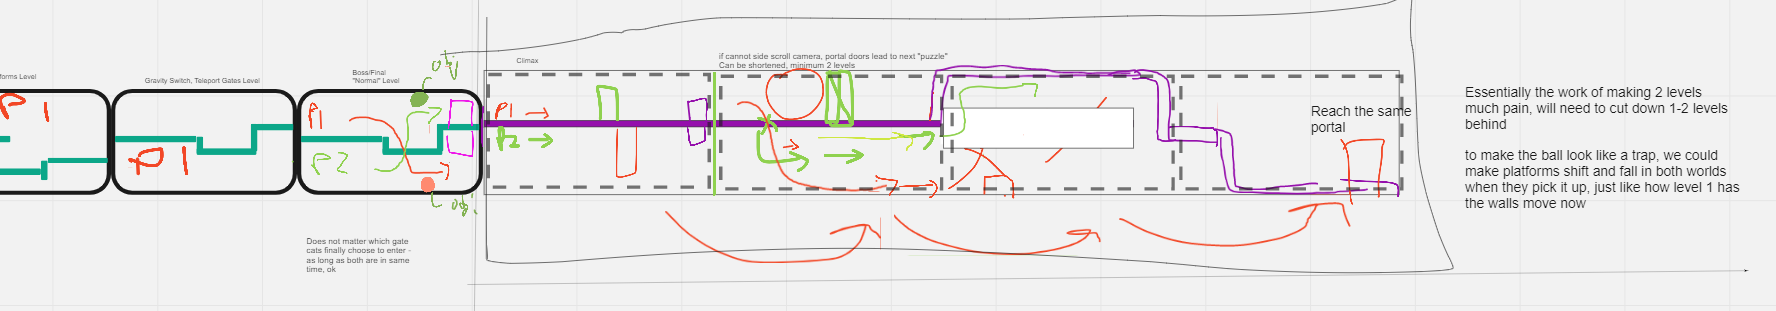 forms Level
Gravity Switch, Teleport Gates Level
Boss/Final
"Normal" Level
Climax
if cannot side scroll camera, portal doors lead to next "puzzle"
Can be shortened, minimum 2 levels
obj
P1
P1
P1
P2
P1
P2
obj.
Reach the same
portal
Does not matter which gate
cats finally choose to enter -
as long as both are in same
time, ok
Essentially the work of making 2 levels
much pain, will need to cut down 1-2 levels
behind
to make the ball look like a trap, we could
make platforms shift and fall in both worlds
when they pick it up, just like how level 1 has
the walls move now